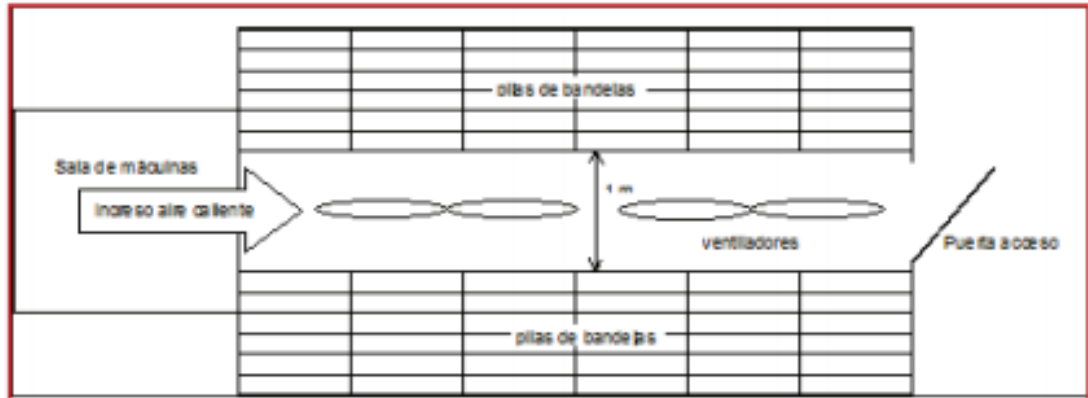 pilas de bandejas
Sala de máquinas
Ingreso aire caliente
1 m
ventiladores
Puerta acceso
pilas de bandejas